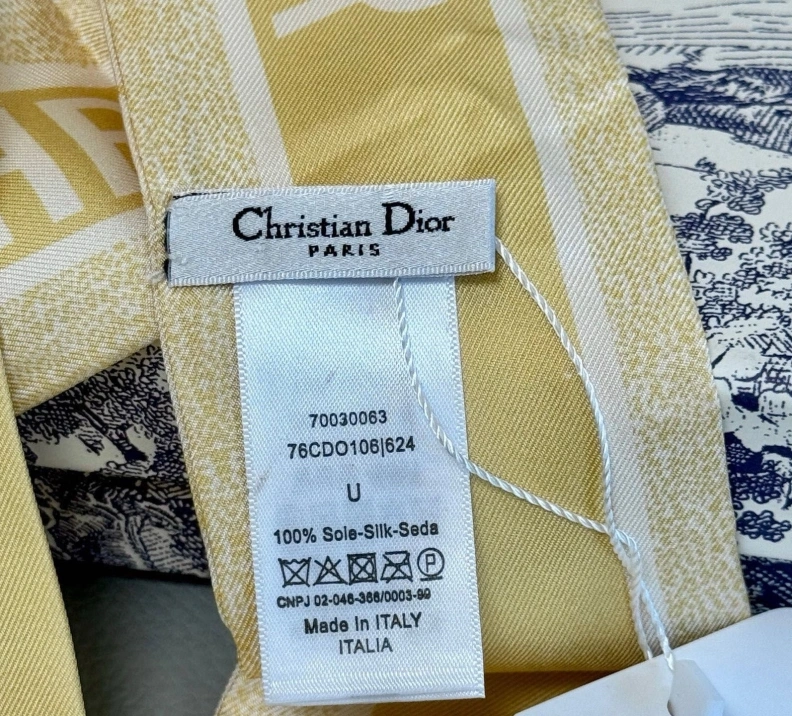 Christian Dior
PARIS
70030063
76CDO106|624
U
100% Soie-Silk-Seda
P
CNPJ 02-046-366/0003-99
Made in ITALY
ITALIA